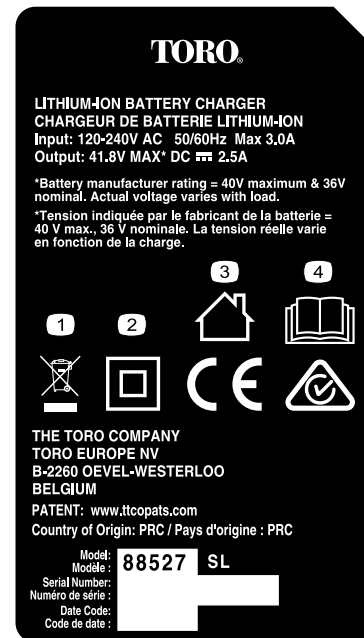 TORO®
LITHIUM-ION BATTERY CHARGER
CHARGEUR DE BATTERIE LITHIUM-ION
Input: 120-240V AC 50/60Hz Max 3.0A
Output: 41.8V MAX* DC ⎓ 2.5A
*Battery manufacturer rating = 40V maximum & 36V
nominal. Actual voltage varies with load.
*Tension indiquée par le fabricant de la batterie =
40 V max., 36 V nominale. La tension réelle varie
en fonction de la charge.
3 4
1 2
CE
THE TORO COMPANY
TORO EUROPE NV
B-2260 OEVEL-WESTERLOO
BELGIUM
PATENT: www.ttcopats.com
Country of Origin: PRC / Pays d'origine : PRC
Model:
Modèle : 88527 SL
Serial Number:
Numéro de série :
Date Code:
Code de date :